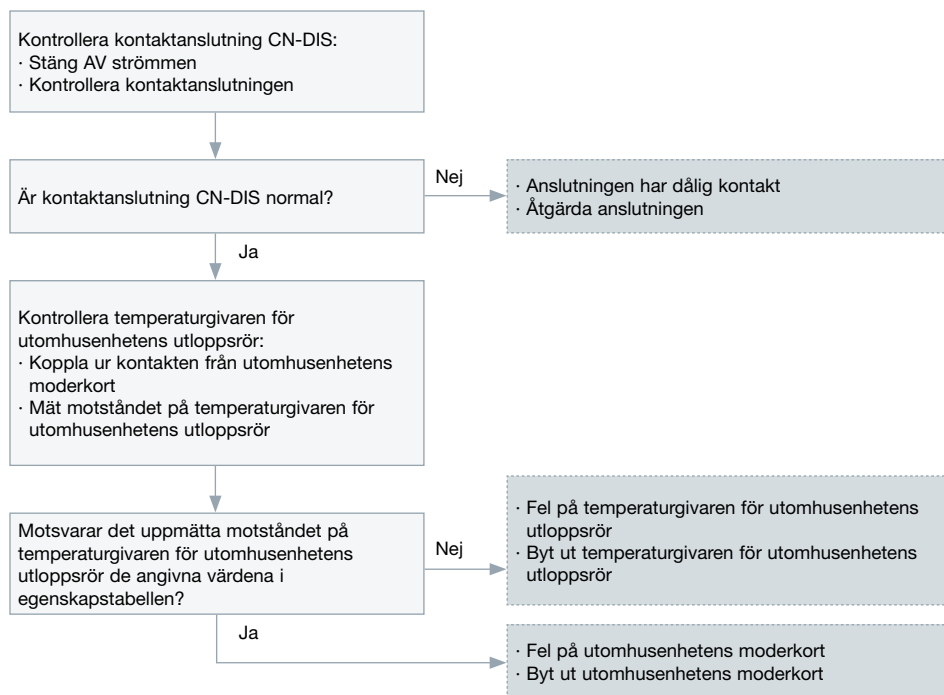 Kontrollera kontaktanslutning CN-DIS:
· Stäng AV strömmen
· Kontrollera kontaktanslutningen
Är kontaktanslutning CN-DIS normal?
Nej
· Anslutningen har dålig kontakt
· Åtgärda anslutningen
Ja
Kontrollera temperaturgivaren för
utomhusenhetens utloppsrör:
· Koppla ur kontakten från utomhusenhetens
moderkort
· Mät motståndet på temperaturgivaren för
utomhusenhetens utloppsrör
Motsvarar det uppmätta motståndet på
temperaturgivaren för utomhusenhetens
utloppsrör de angivna värdena i
egenskapstabellen?
Nej
· Fel på temperaturgivaren för utomhusenhetens
utloppsrör
· Byt ut temperaturgivaren för utomhusenhetens
utloppsrör
Ja
· Fel på utomhusenhetens moderkort
· Byt ut utomhusenhetens moderkort